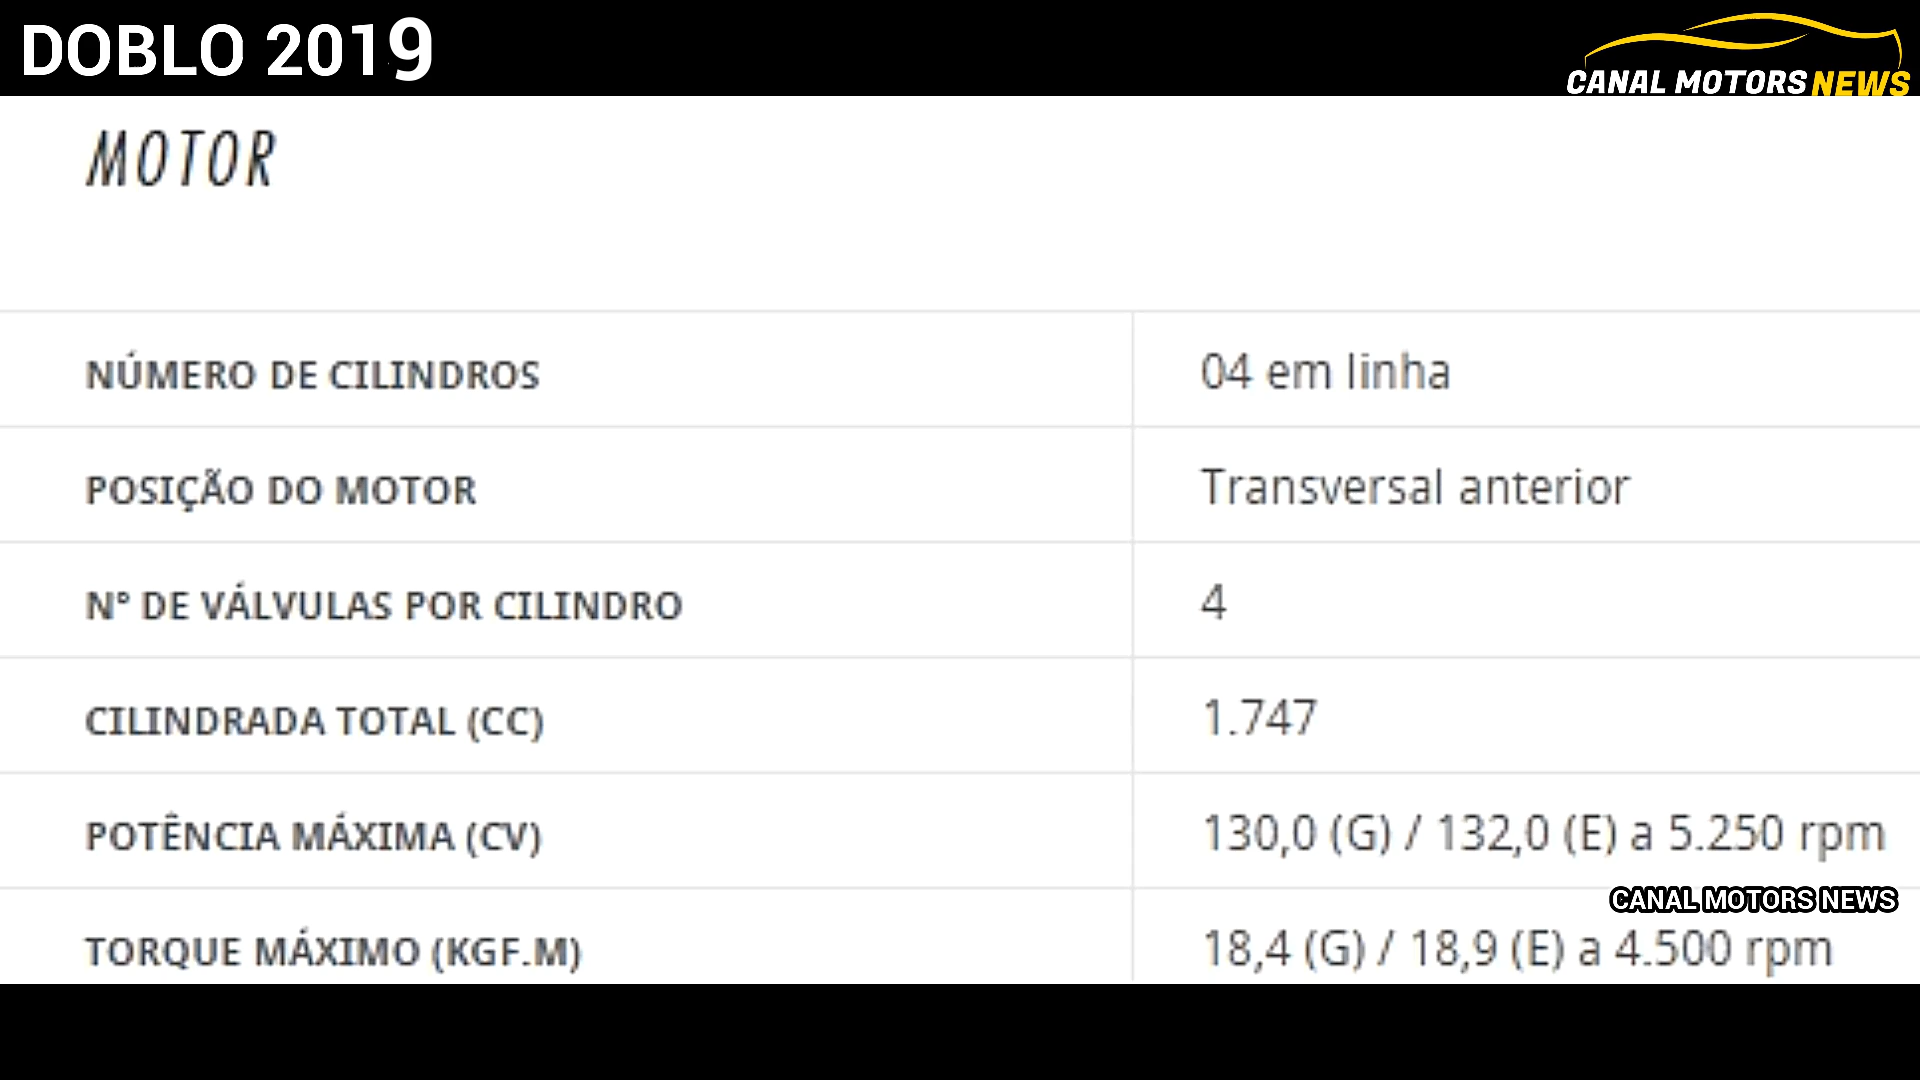 DOBLO 2019
CANAL MOTORS NEWS
MOTOR
NÚMERO DE CILINDROS 04 em linha
POSIÇÃO DO MOTOR Transversal anterior
N° DE VÁLVULAS POR CILINDRO 4
CILINDRADA TOTAL (CC) 1.747
POTÊNCIA MÁXIMA (CV) 130,0 (G) / 132,0 (E) a 5.250 rpm
CANAL MOTORS NEWS
TORQUE MÁXIMO (KGF.M) 18,4 (G) / 18,9 (E) a 4.500 rpm